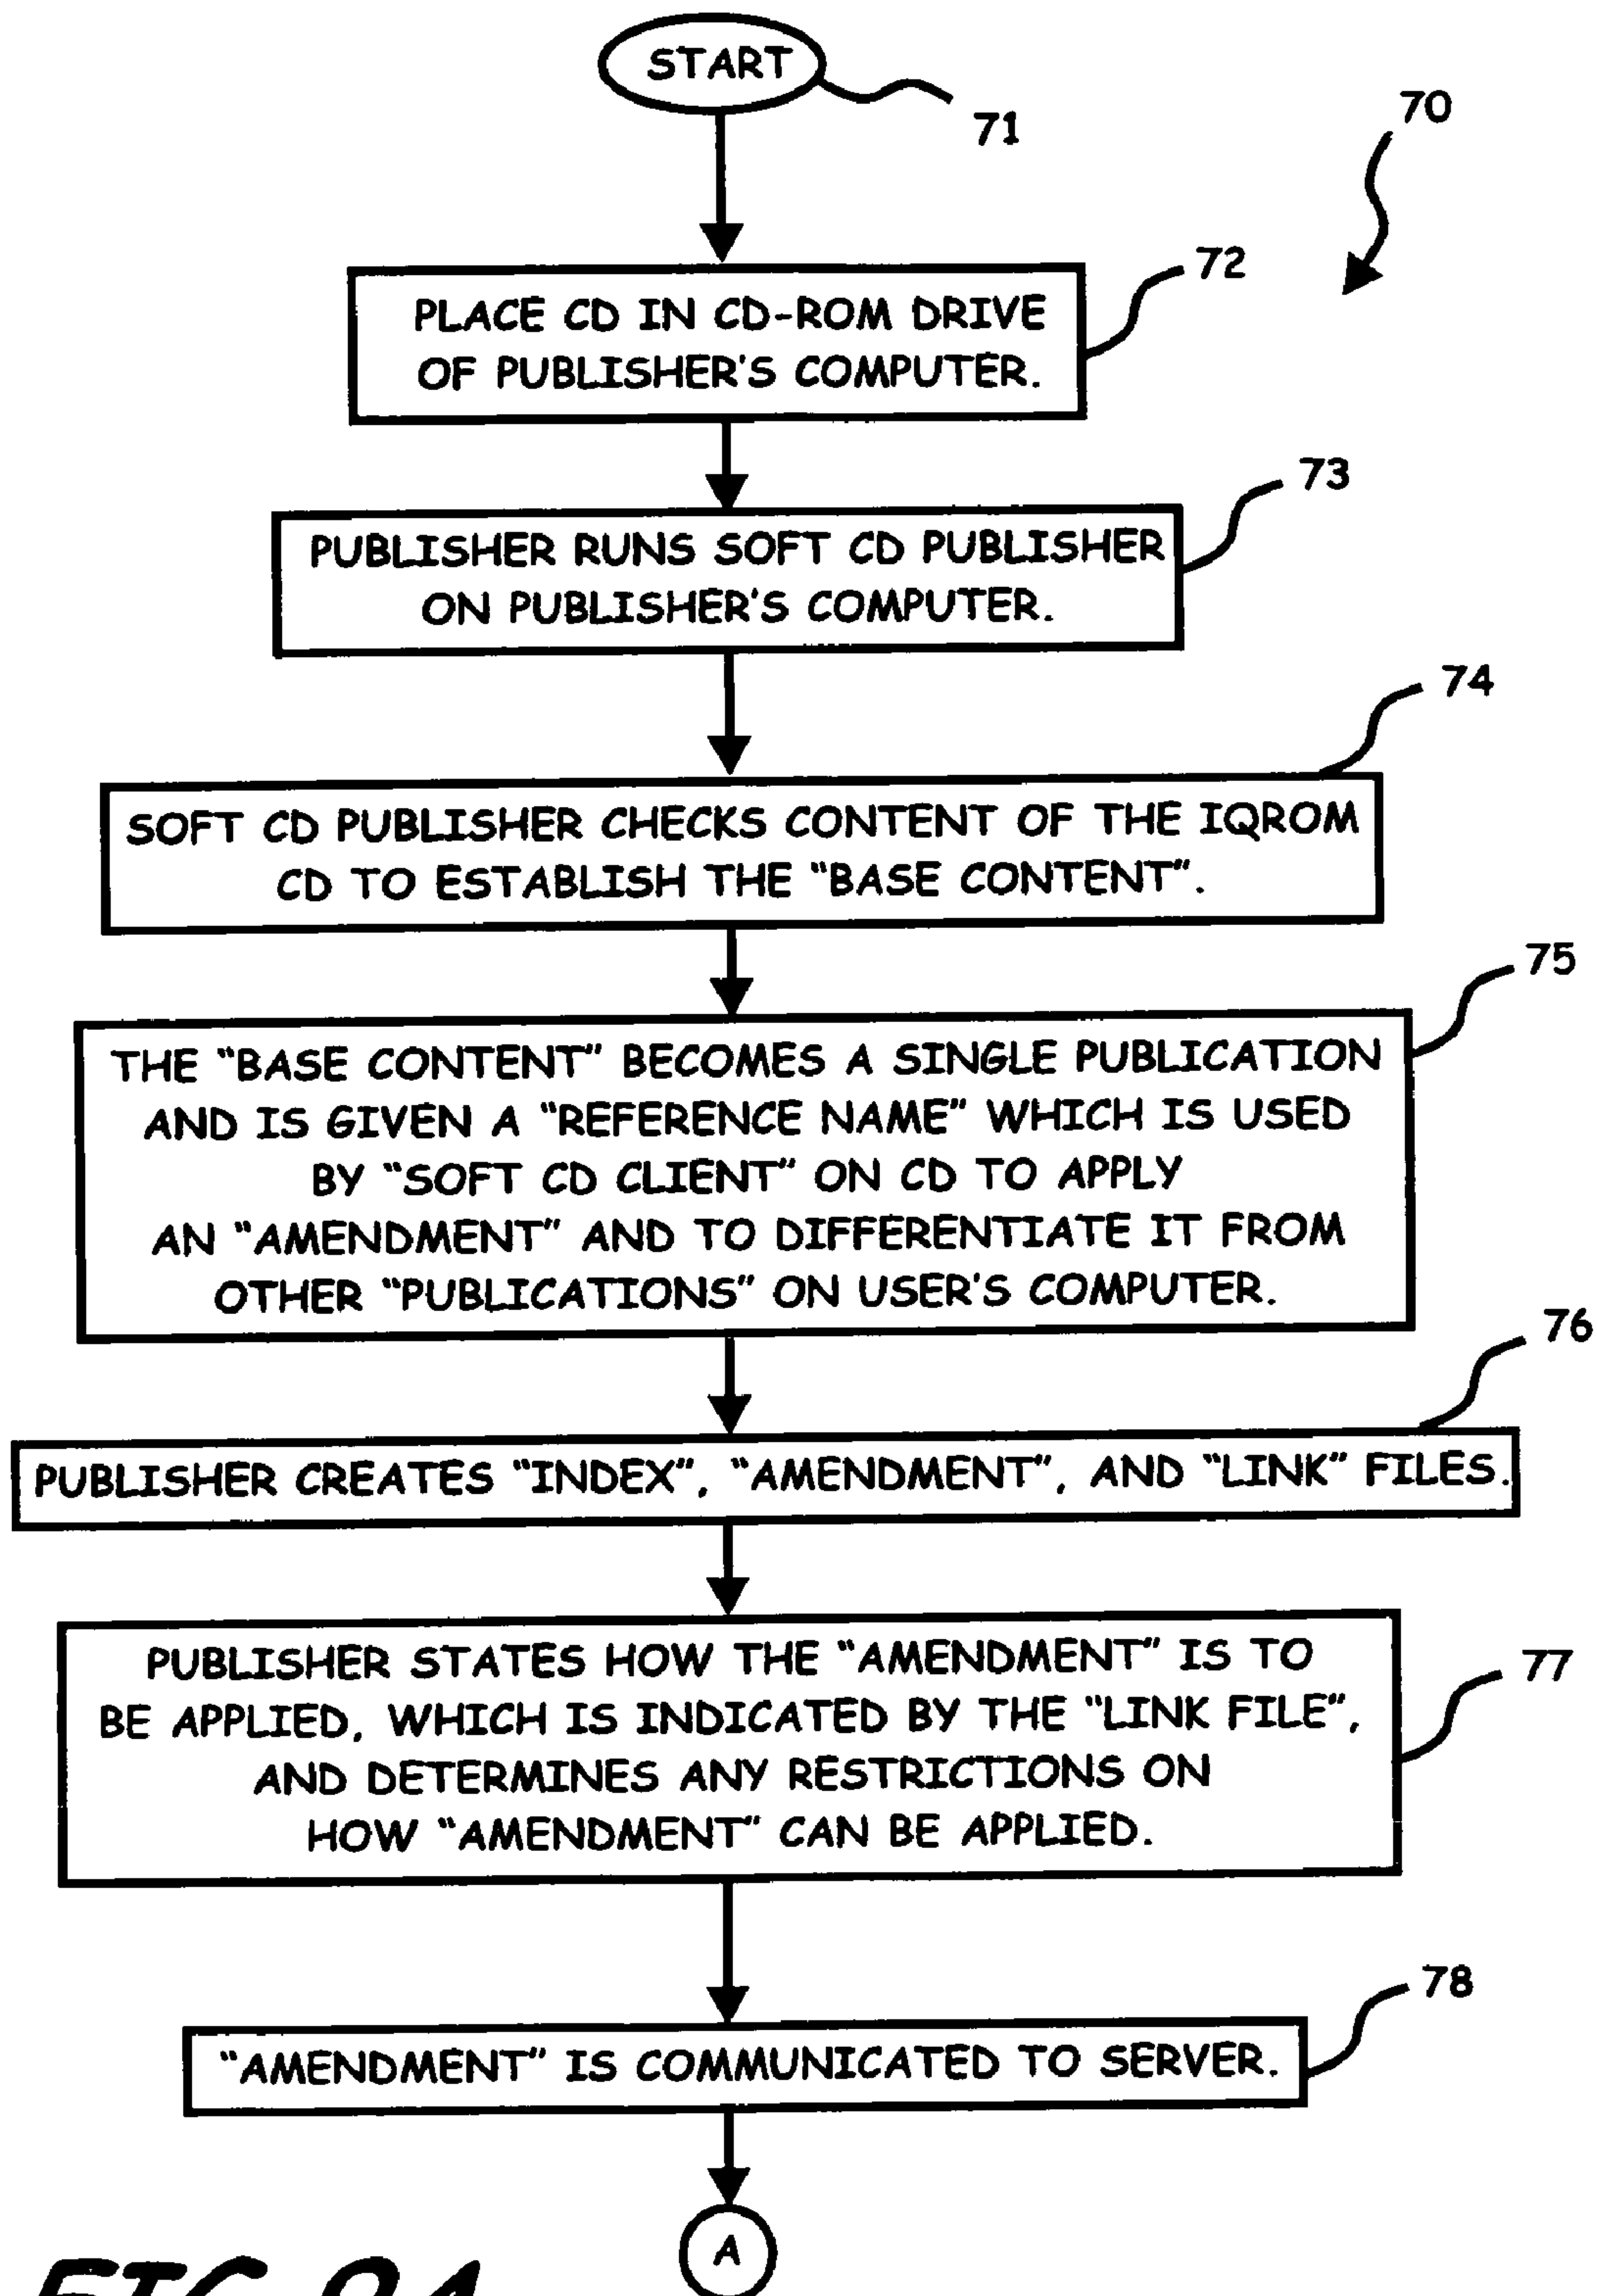 START
71
70
72
PLACE CD IN CD-ROM DRIVE
OF PUBLISHER'S COMPUTER.
73
PUBLISHER RUNS SOFT CD PUBLISHER
ON PUBLISHER'S COMPUTER.
74
SOFT CD PUBLISHER CHECKS CONTENT OF THE IQROM
CD TO ESTABLISH THE “BASE CONTENT”.
75
THE “BASE CONTENT” BECOMES A SINGLE PUBLICATION
AND IS GIVEN A “REFERENCE NAME” WHICH IS USED
BY “SOFT CD CLIENT” ON CD TO APPLY
AN “AMENDMENT” AND TO DIFFERENTIATE IT FROM
OTHER “PUBLICATIONS” ON USER'S COMPUTER.
76
PUBLISHER CREATES “INDEX”, “AMENDMENT”, AND “LINK” FILES.
PUBLISHER STATES HOW THE “AMENDMENT” IS TO
77
BE APPLIED, WHICH IS INDICATED BY THE “LINK FILE”,
AND DETERMINES ANY RESTRICTIONS ON
HOW “AMENDMENT” CAN BE APPLIED.
78
“AMENDMENT” IS COMMUNICATED TO SERVER.
A